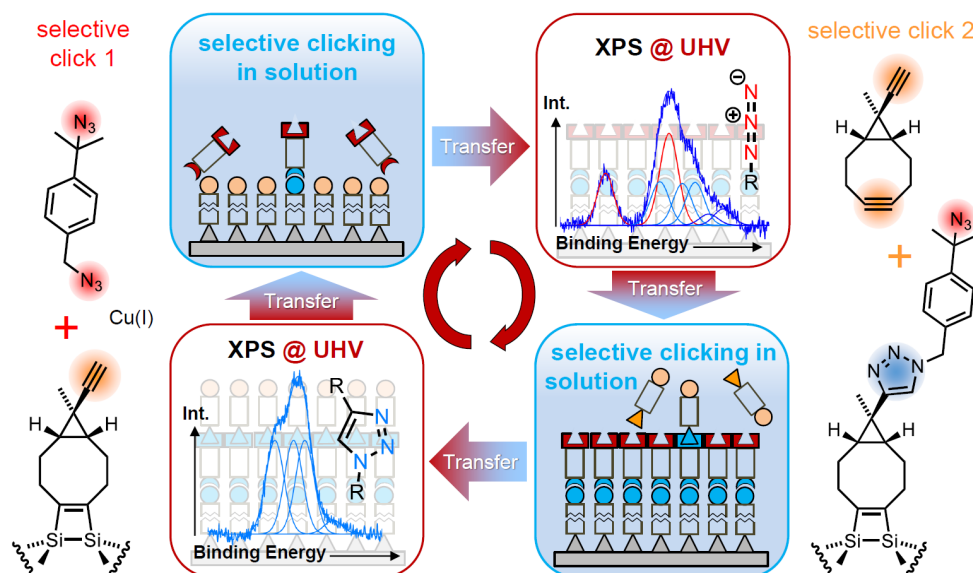 selective
click 1
N3
N3
+
Cu(I)
H
H
Si
Si
selective clicking
in solution
Transfer
XPS @ UHV
Int.
⊖
N
⊕
N
N
R
Binding Energy
Transfer
Transfer
XPS @ UHV
Int.
R
N
N
N
R
Binding Energy
Transfer
selective clicking in
solution
selective click 2
H
H
+
N3
N
N
N
H
H
Si
Si